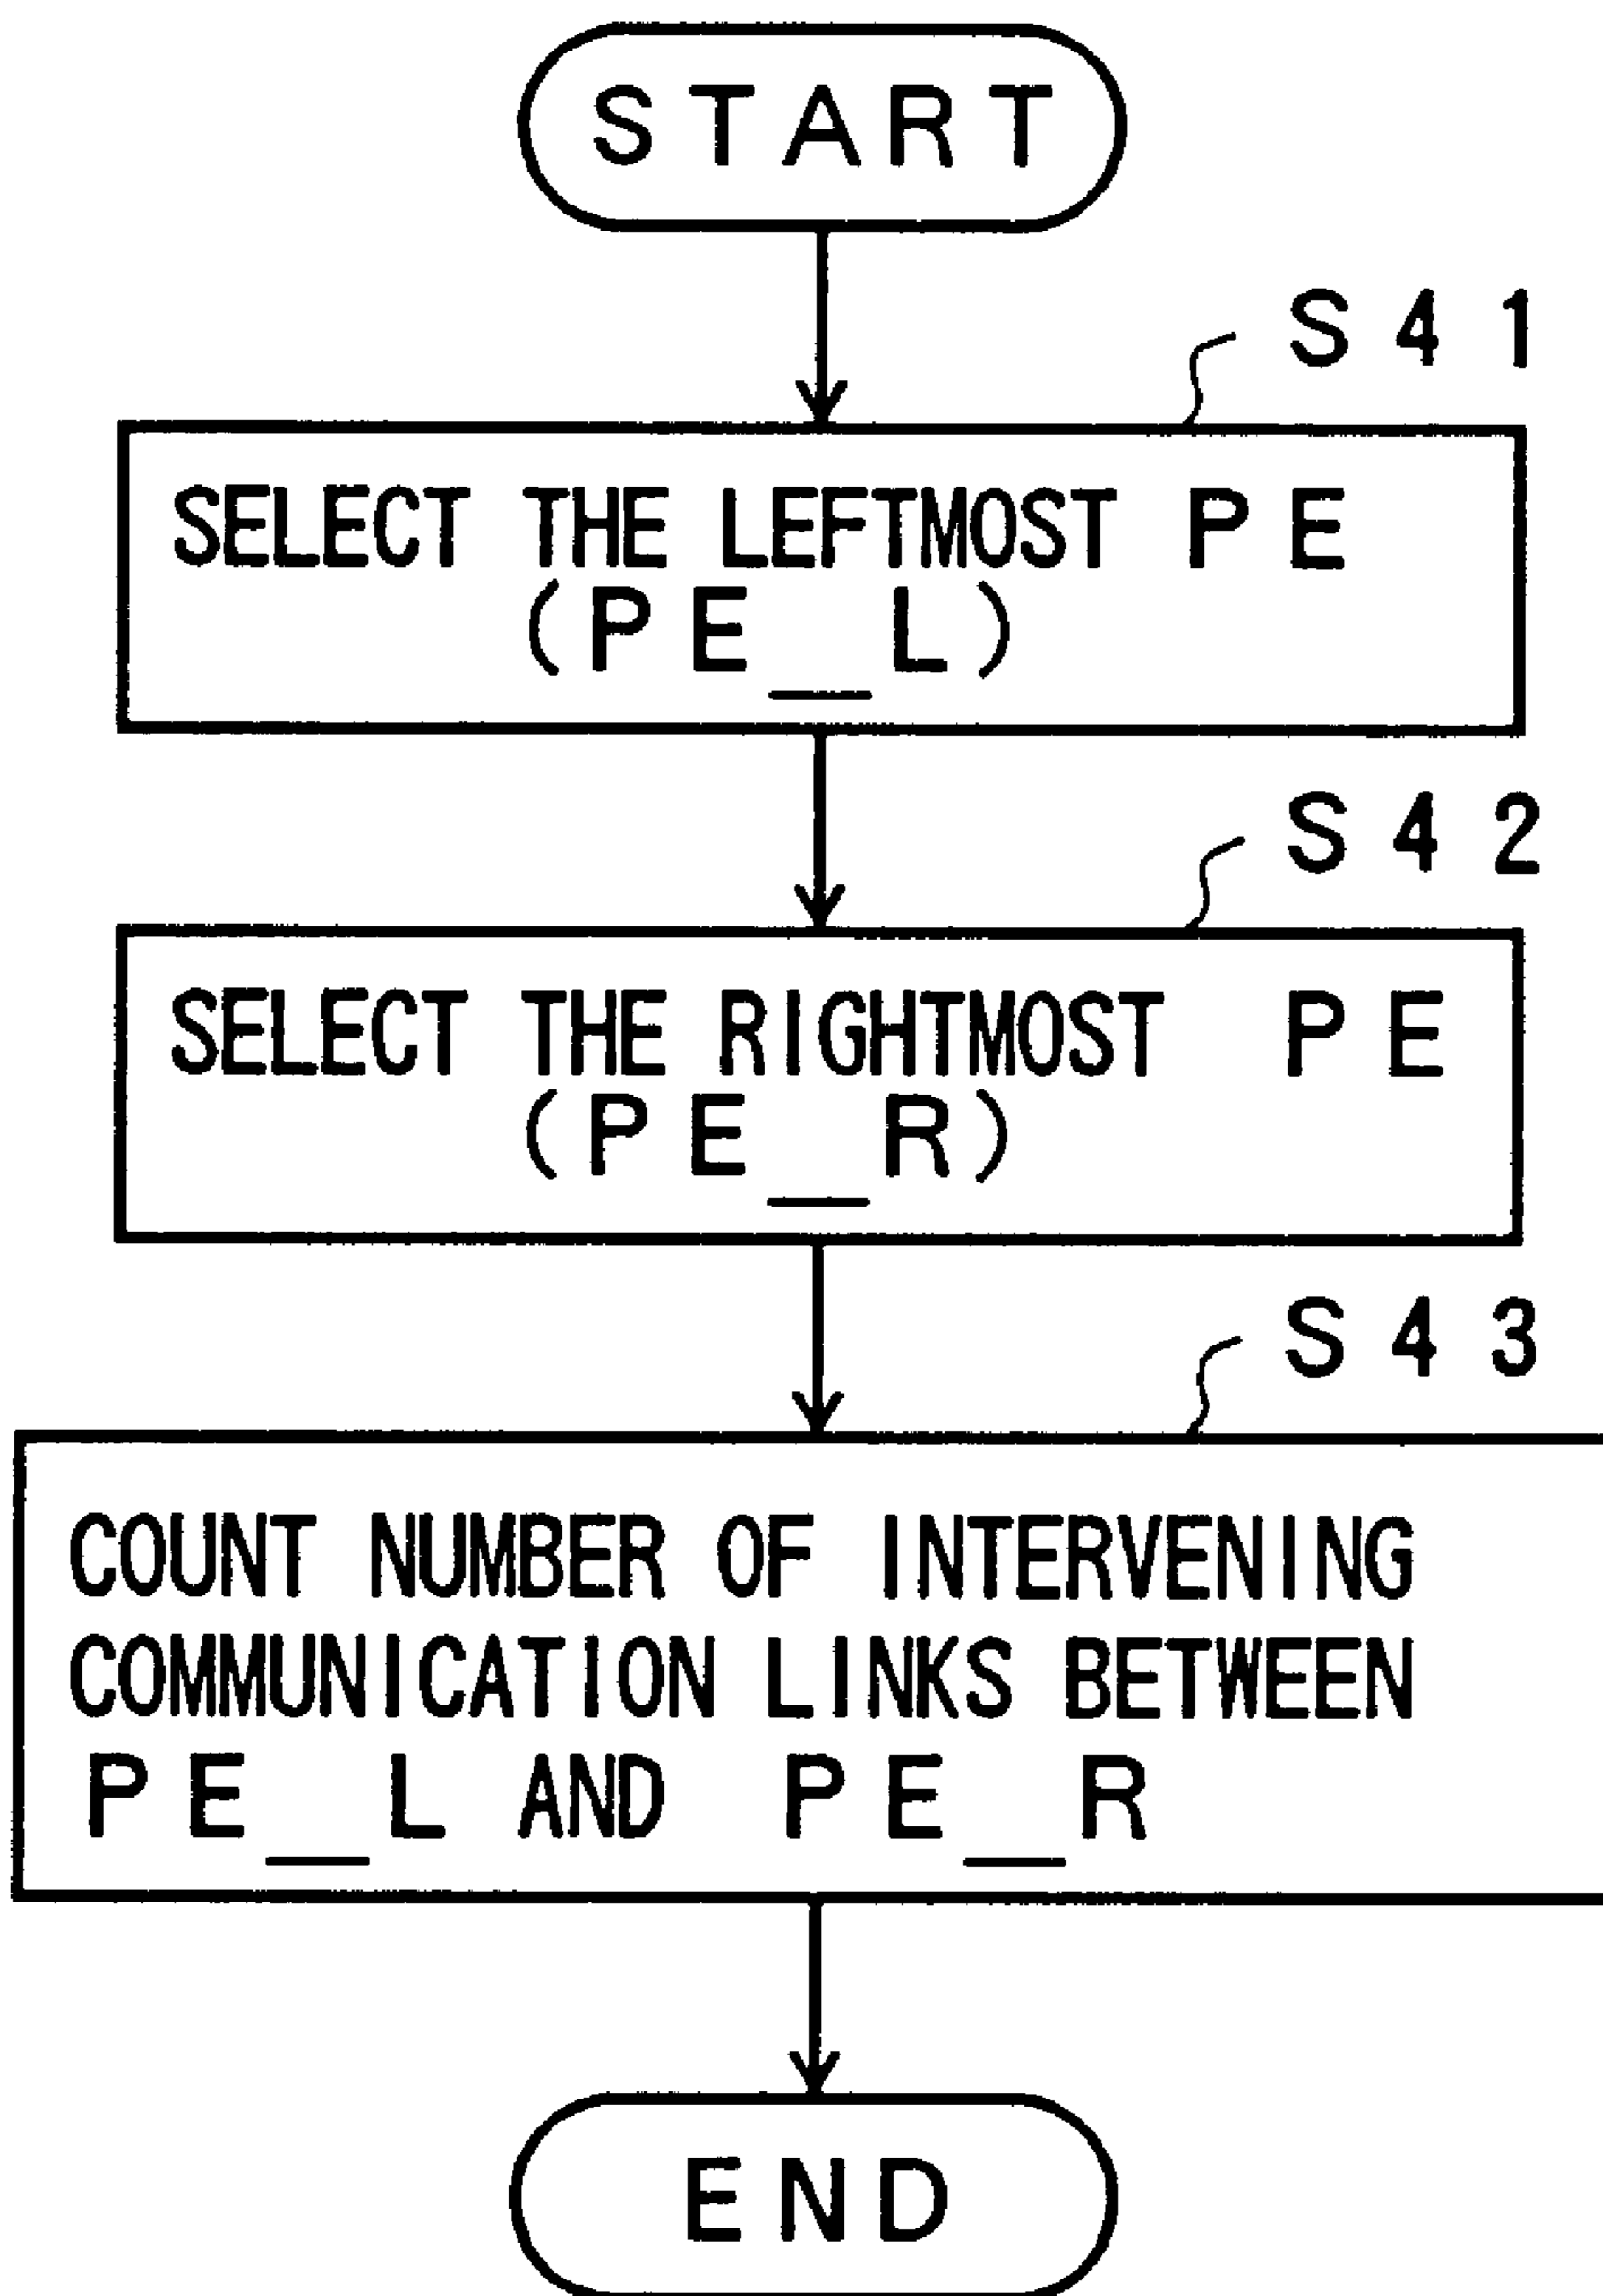 START
S41
SELECT THE LEFTMOST PE
(PE_L)
S42
SELECT THE RIGHTMOST PE
(PE_R)
S43
COUNT NUMBER OF INTERVENING
COMMUNICATION LINKS BETWEEN
PE_L AND PE_R
END